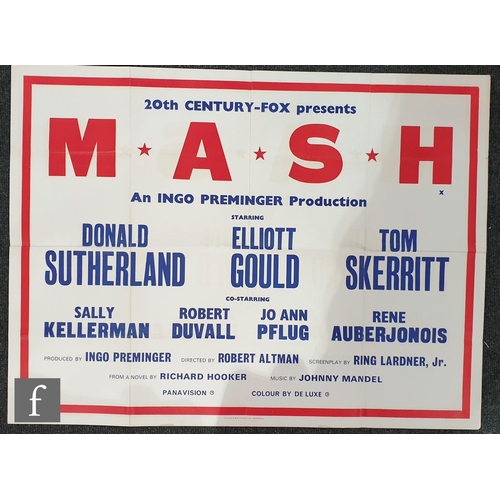 20th CENTURY-FOX presents
M★A★S★H
x
An INGO PREMINGER Production
STARRING
DONALD SUTHERLAND
ELLIOTT GOULD
TOM SKERRITT
CO-STARRING
SALLY KELLERMAN
ROBERT DUVALL
JO ANN PFLUG
RENE AUBERJONOIS
PRODUCED BY INGO PREMINGER DIRECTED BY ROBERT ALTMAN SCREENPLAY BY RING LARDNER, Jr.
FROM A NOVEL BY RICHARD HOOKER MUSIC BY JOHNNY MANDEL
PANAVISION ® COLOUR BY DE LUXE ®
f